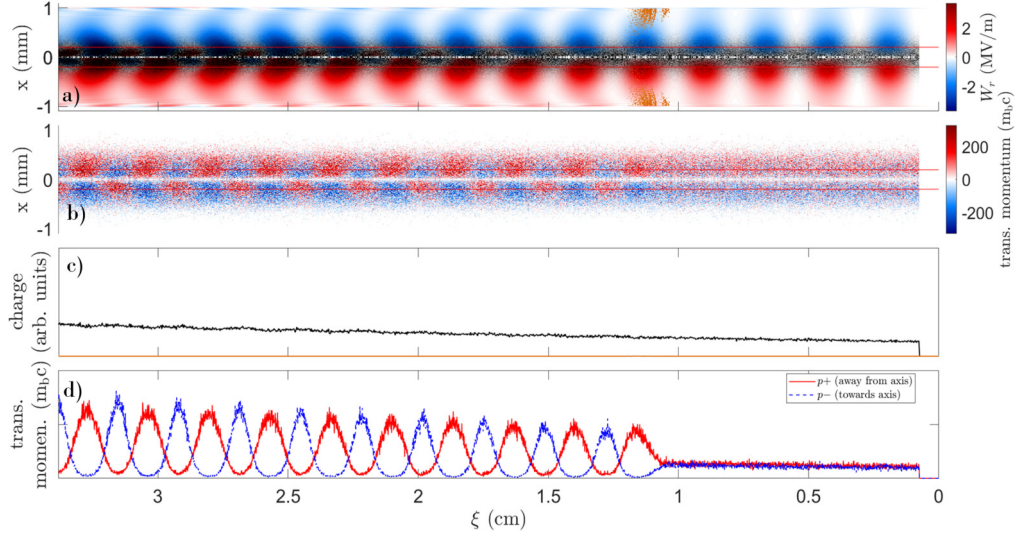 1
0
-1
x (mm)
a)
2
0
-2
W_r (MV/m)
1
0
-1
x (mm)
b)
200
0
-200
trans. momentum (m_bc)
c)
charge
(arb. units)
d)
trans.
momen. (m_bc)
p+ (away from axis)
p− (towards axis)
3 2.5 2 1.5 1 0.5 0
ξ (cm)